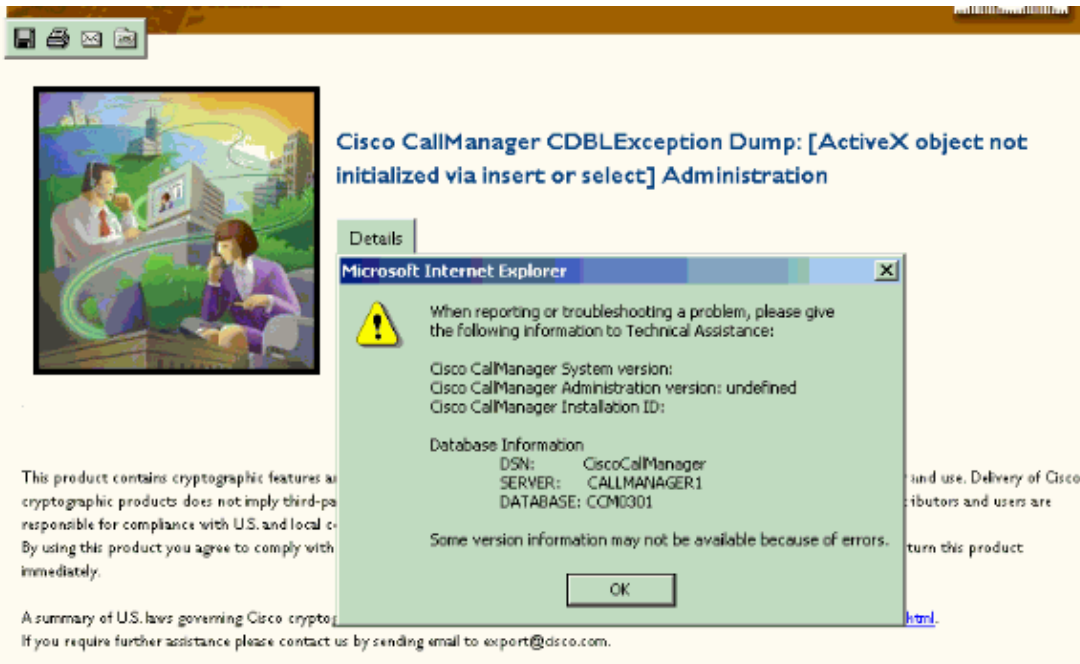 Cisco CallManager CDBLException Dump: [ActiveX object not
initialized via insert or select] Administration
Details
Microsoft Internet Explorer
When reporting or troubleshooting a problem, please give
the following information to Technical Assistance:
Cisco CallManager System version:
Cisco CallManager Administration version: undefined
Cisco CallManager Installation ID:
Database Information
DSN: CiscoCallManager
SERVER: CALLMANAGER1
DATABASE: CCM0301
Some version information may not be available because of errors.
OK
This product contains cryptographic features and use. Delivery of Cisco
cryptographic products does not imply third-pa ibutors and users are
responsible for compliance with U.S. and local c
By using this product you agree to comply with turn this product
immediately.
A summary of U.S. laws governing Cisco cryptog html.
If you require further assistance please contact us by sending email to export@cisco.com.